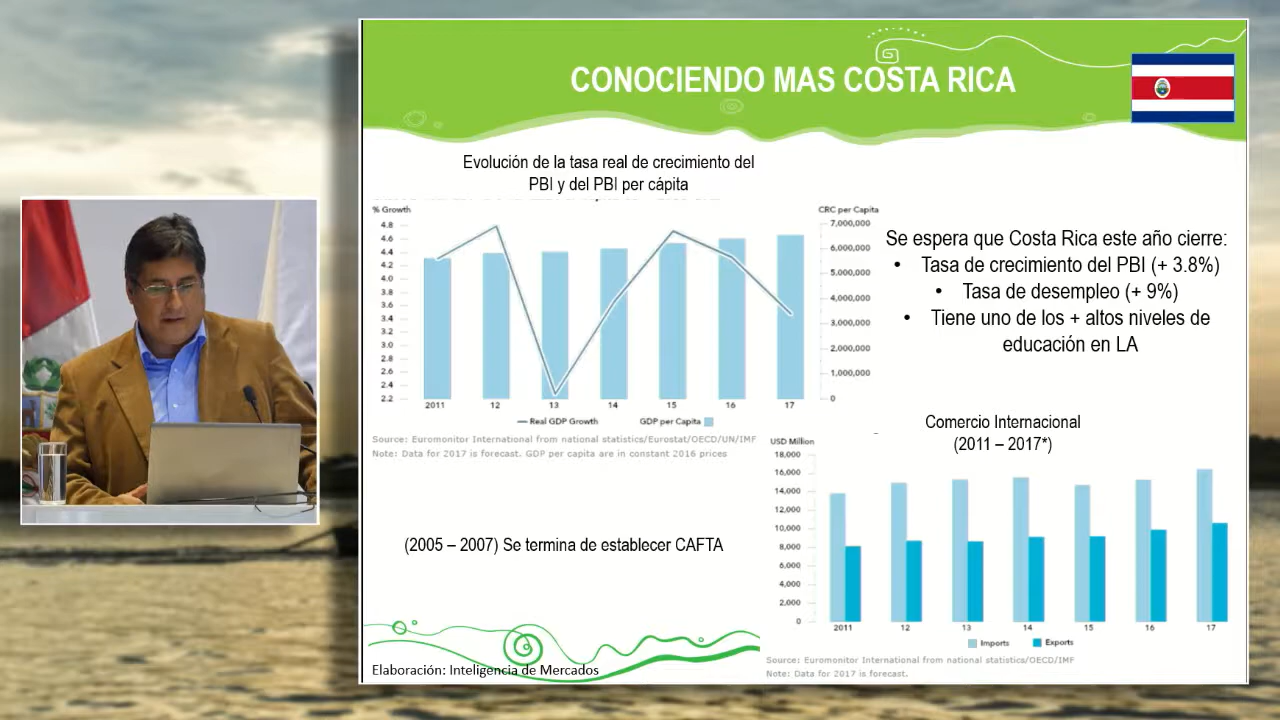 CONOCIENDO MAS COSTA RICA
Evolución de la tasa real de crecimiento del
PBI y del PBI per cápita
% Growth
CRC per Capita
4.8
4.6
4.4
4.2
4.0
3.8
3.6
3.4
3.2
3.0
2.8
2.6
2.4
2.2
7,000,000
6,000,000
5,000,000
4,000,000
3,000,000
2,000,000
1,000,000
0
2011 12 13 14 15 16 17
Real GDP Growth GDP per Capita
Source: Euromonitor International from national statistics/Eurostat/OECD/UN/IMF
Note: Data for 2017 is forecast. GDP per capita are in constant 2016 prices
Se espera que Costa Rica este año cierre:
• Tasa de crecimiento del PBI (+ 3.8%)
• Tasa de desempleo (+ 9%)
• Tiene uno de los + altos niveles de
educación en LA
(2005 – 2007) Se termina de establecer CAFTA
Comercio Internacional
(2011 – 2017*)
USD Million
18,000
16,000
14,000
12,000
10,000
8,000
6,000
4,000
2,000
0
2011 12 13 14 15 16 17
Imports Exports
Source: Euromonitor International from national statistics/OECD/IMF
Note: Data for 2017 is forecast.
Elaboración: Inteligencia de Mercados